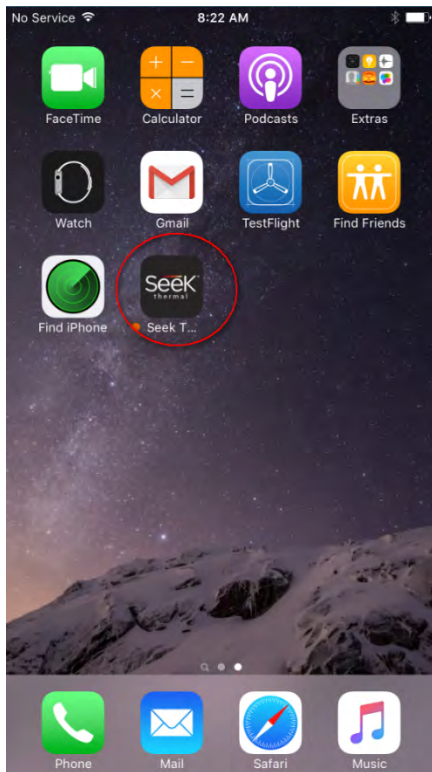 No Service 8:22 AM
FaceTime Calculator Podcasts Extras
Watch Gmail TestFlight Find Friends
SeeK
thermal
Find iPhone Seek T...
Phone Mail Safari Music